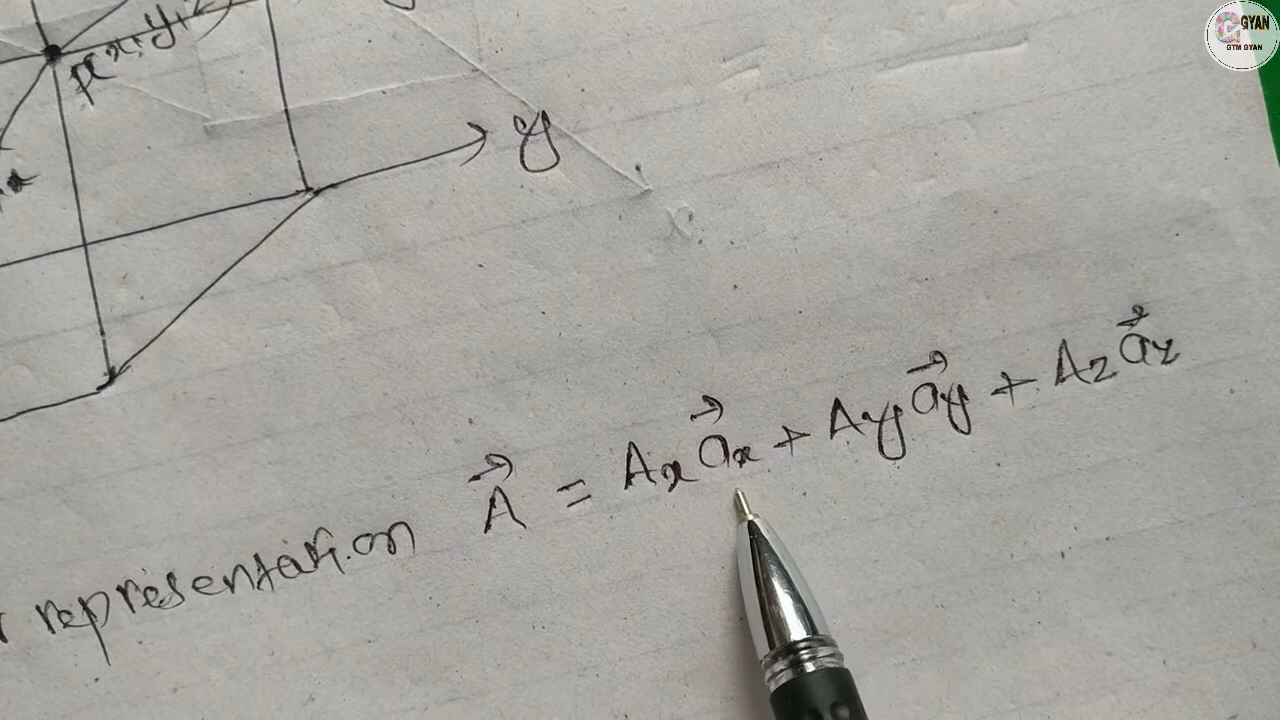 P(x,y,z
y
representation A⃗ = Ax a⃗x + Ay a⃗y + Az a⃗z
GYAN
GTM GYAN